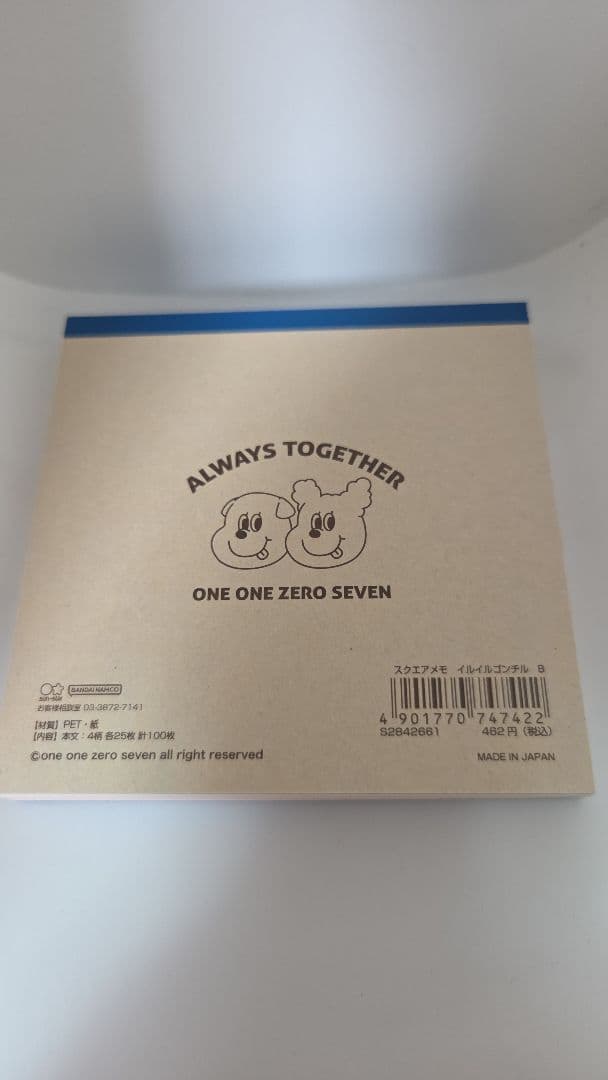 ALWAYS TOGETHER
ONE ONE ZERO SEVEN
スクエアメモ イルイルゴンチル B
4 901770 747422
S2842661 462円(税込)
MADE IN JAPAN
sun-star BANDAI NAMCO
お客様相談室 03-3872-7141
【材質】PET・紙
【内容】本文:4柄 各25枚 計100枚
©one one zero seven all right reserved